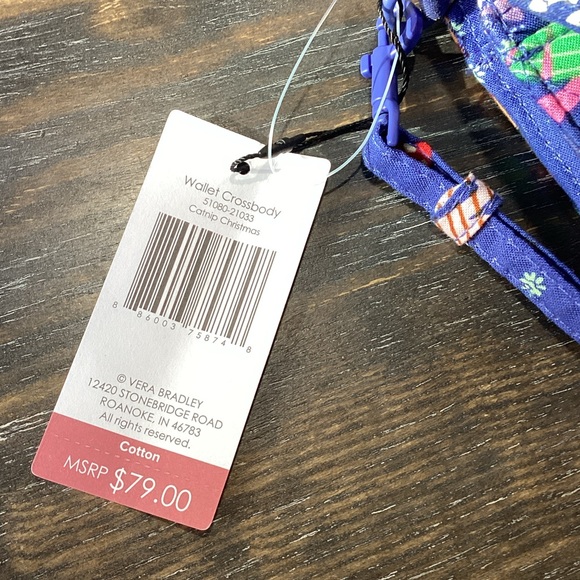 Wallet Crossbody
51080-21033
Catnip Christmas
8 86003 75874 8
© VERA BRADLEY
12420 STONEBRIDGE ROAD
ROANOKE, IN 46783
All rights reserved.
Cotton
MSRP $79.00